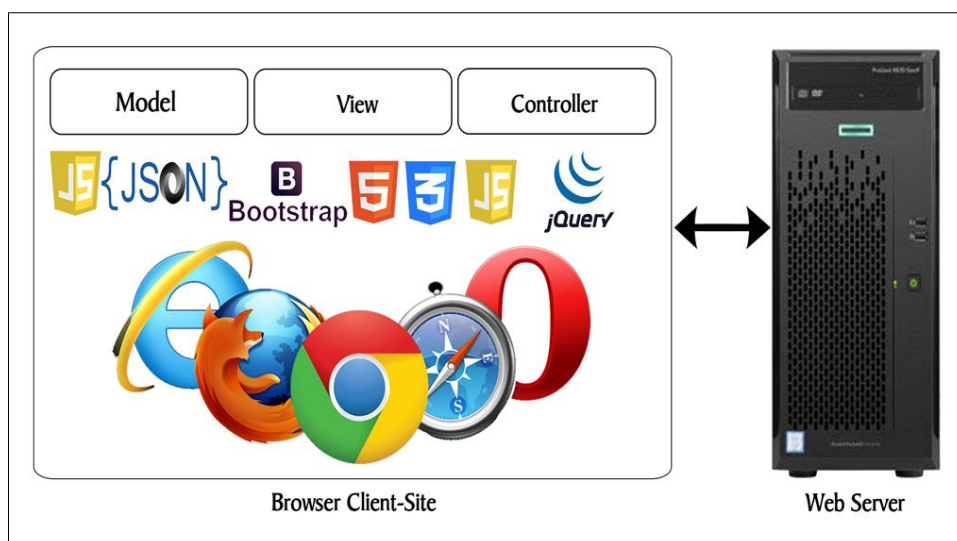 Model
View
Controller
JS
{JSON}
B
Bootstrap
5
3
JS
jQuery
e
N
E
S
Browser Client-Site
Web Server